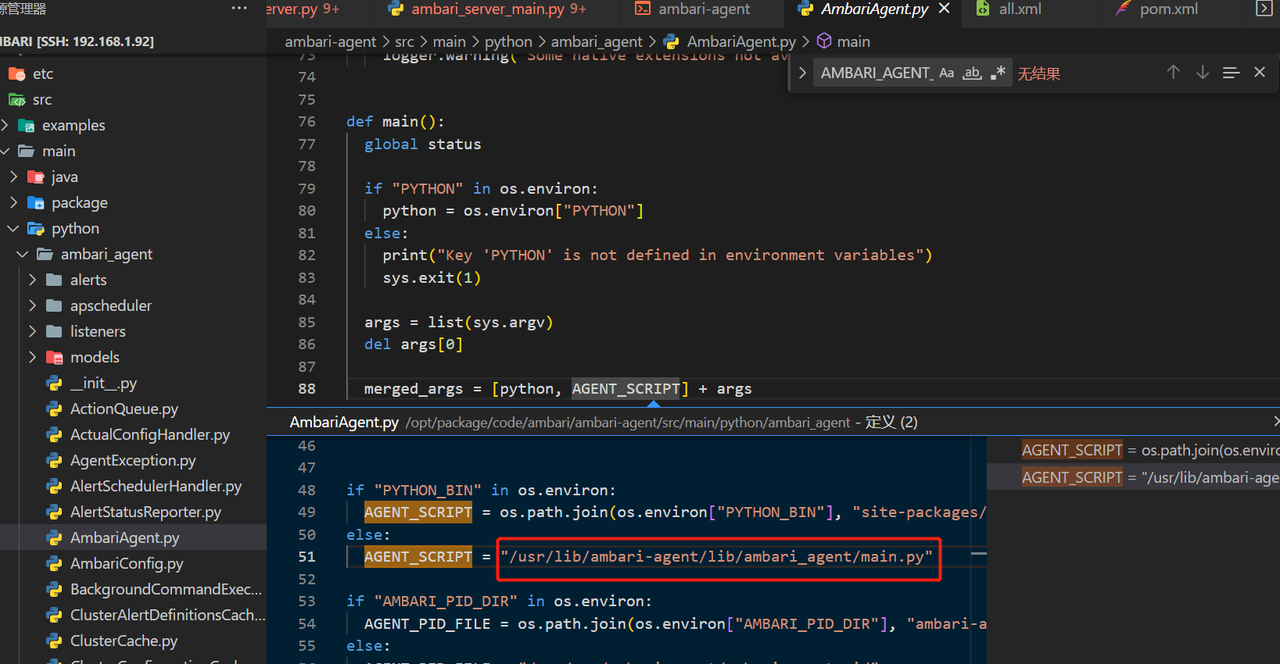 源管理器 ···
erver.py 9+ ambari_server_main.py 9+ ambari-agent AmbariAgent.py all.xml pom.xml
MBARI [SSH: 192.168.1.92]
ambari-agent > src > main > python > ambari_agent > AmbariAgent.py > main
etc
src
examples
main
java
package
python
ambari_agent
alerts
apscheduler
listeners
models
__init__.py
ActionQueue.py
ActualConfigHandler.py
AgentException.py
AlertSchedulerHandler.py
AlertStatusReporter.py
AmbariAgent.py
AmbariConfig.py
BackgroundCommandExec...
ClusterAlertDefinitionsCach...
ClusterCache.py
AMBARI_AGENT_ Aa ab .* 无结果
73 logger.warning("Some native extensions not av
74
75
76 def main():
77 global status
78
79 if "PYTHON" in os.environ:
80 python = os.environ["PYTHON"]
81 else:
82 print("Key 'PYTHON' is not defined in environment variables")
83 sys.exit(1)
84
85 args = list(sys.argv)
86 del args[0]
87
88 merged_args = [python, AGENT_SCRIPT] + args
AmbariAgent.py /opt/package/code/ambari/ambari-agent/src/main/python/ambari_agent - 定义 (2)
46
47
48 if "PYTHON_BIN" in os.environ:
49 AGENT_SCRIPT = os.path.join(os.environ["PYTHON_BIN"], "site-packages/
50 else:
51 AGENT_SCRIPT = "/usr/lib/ambari-agent/lib/ambari_agent/main.py"
52
53 if "AMBARI_PID_DIR" in os.environ:
54 AGENT_PID_FILE = os.path.join(os.environ["AMBARI_PID_DIR"], "ambari-a
55 else:
AGENT_SCRIPT = os.path.join(os.enviro
AGENT_SCRIPT = "/usr/lib/ambari-age